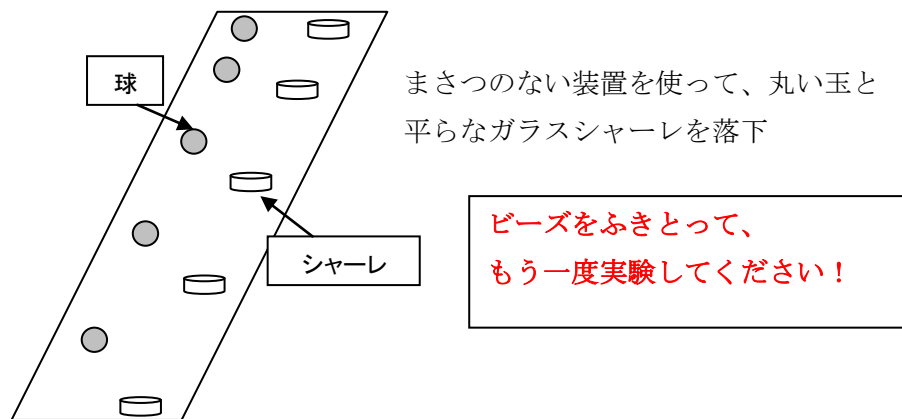 球
まさつのない装置を使って、丸い玉と
平らなガラスシャーレを落下
ビーズをふきとって、
もう一度実験してください！
シャーレ